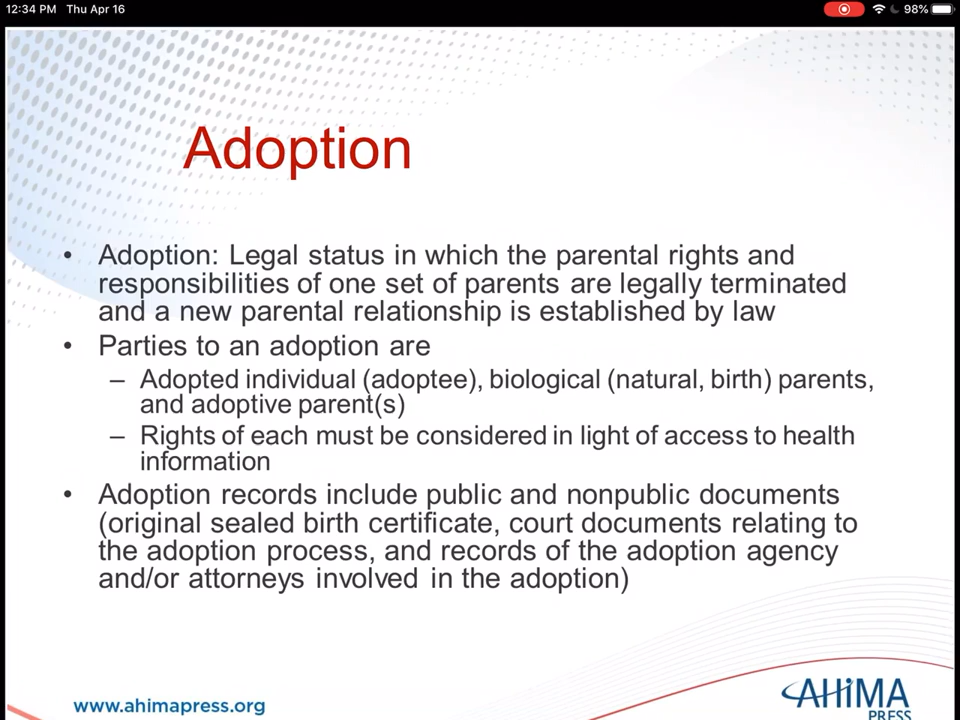 12:34 PM Thu Apr 16
98%
Adoption
• Adoption: Legal status in which the parental rights and
responsibilities of one set of parents are legally terminated
and a new parental relationship is established by law
• Parties to an adoption are
– Adopted individual (adoptee), biological (natural, birth) parents,
and adoptive parent(s)
– Rights of each must be considered in light of access to health
information
• Adoption records include public and nonpublic documents
(original sealed birth certificate, court documents relating to
the adoption process, and records of the adoption agency
and/or attorneys involved in the adoption)
www.ahimapress.org
AHiMA
PRESS